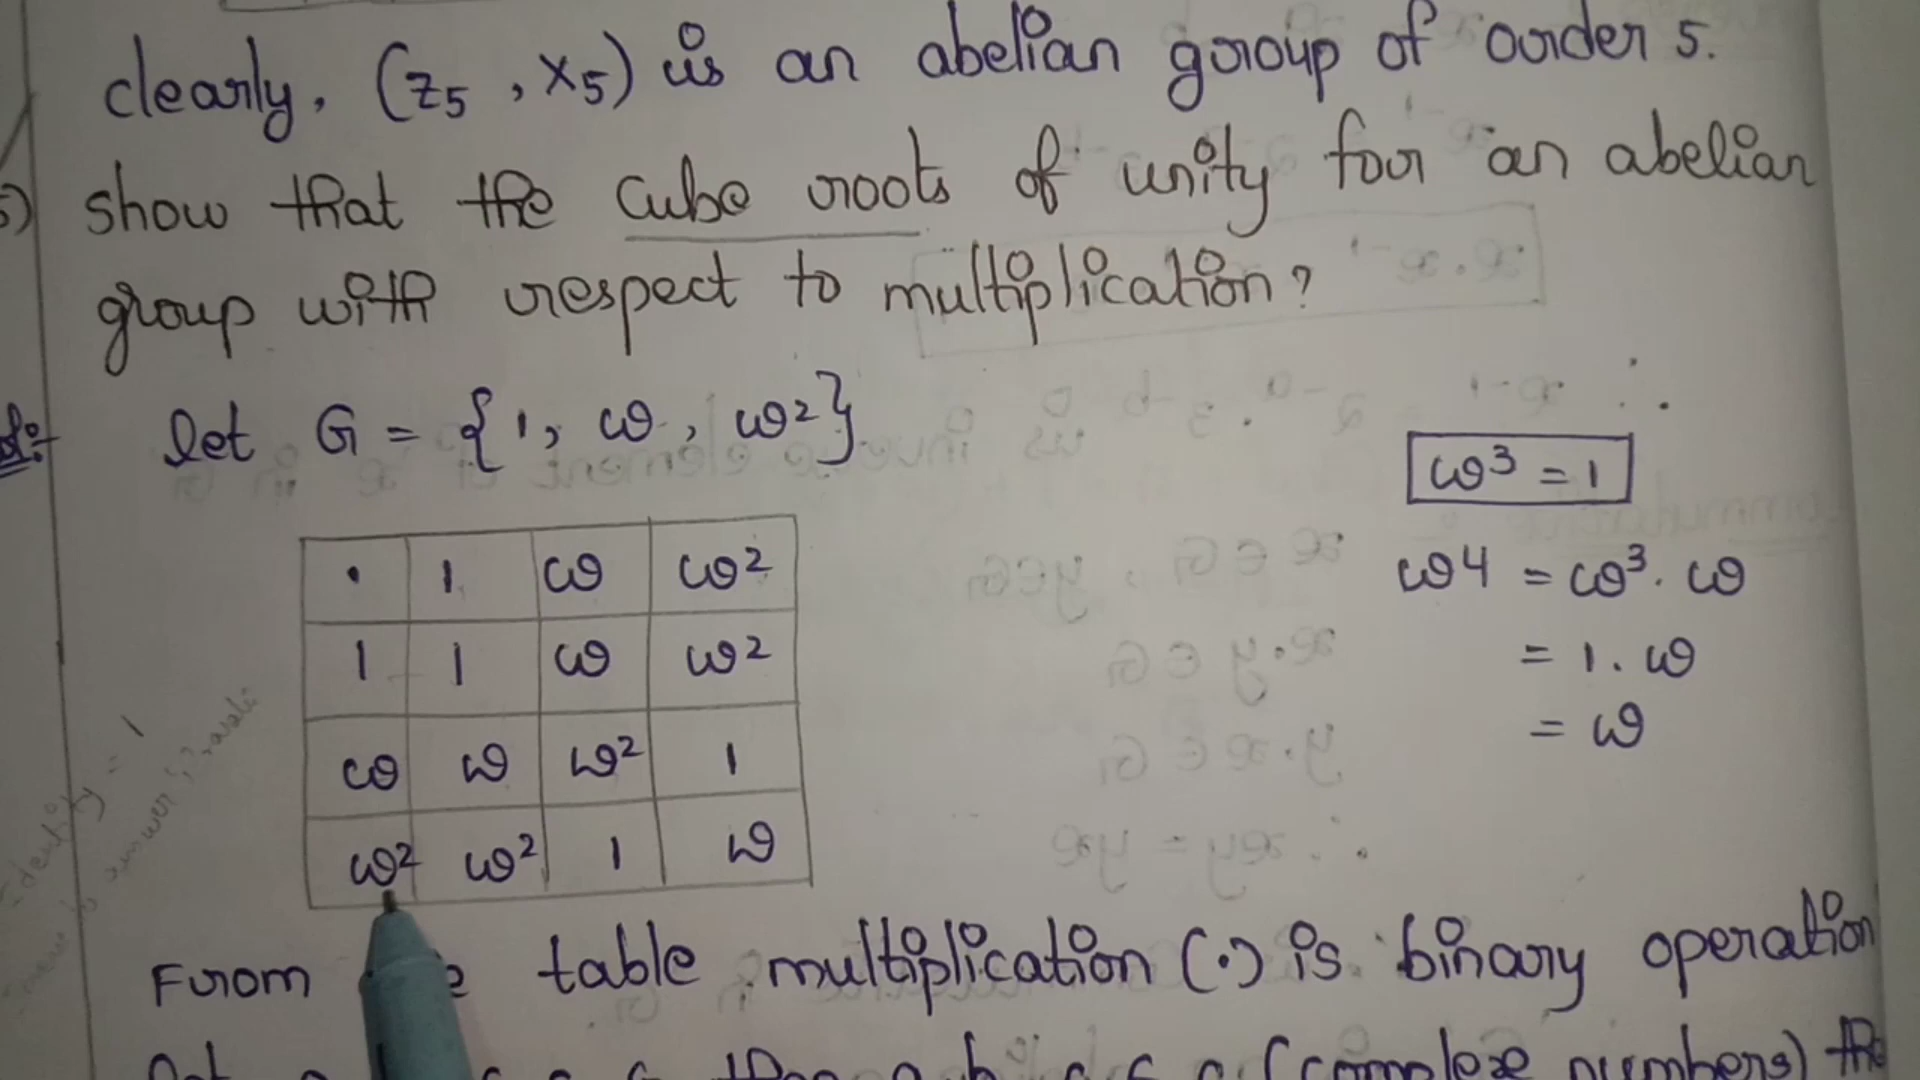 clearly, (z5, x5) is an abelian group of order 5.
5) show that the cube roots of unity for an abelian
group with respect to multiplication?
let G = {1, ω, ω²}
ω³ = 1
ω4 = ω³. ω
= 1. ω
= ω
• 1 ω ω²
1 1 ω ω²
ω ω ω² 1
ω² ω² 1 ω
From table multiplication (.) is binary operation
(complex numbers)